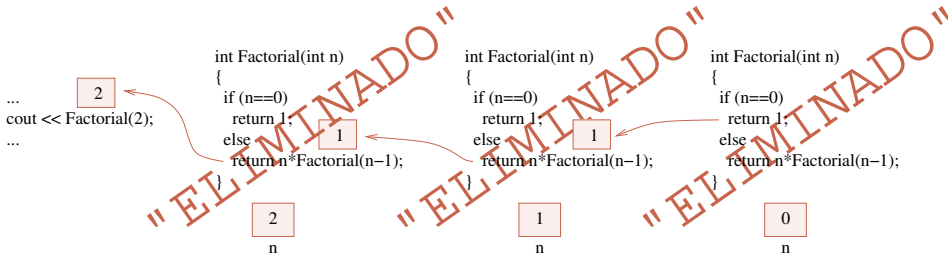 ...
2
cout << Factorial(2);
...
int Factorial(int n)
{
if (n==0)
return 1;
else
return n*Factorial(n−1);
}
1
"ELIMINADO"
2
n
int Factorial(int n)
{
if (n==0)
return 1;
else
return n*Factorial(n−1);
}
1
"ELIMINADO"
1
n
int Factorial(int n)
{
if (n==0)
return 1;
else
return n*Factorial(n−1);
}
"ELIMINADO"
0
n